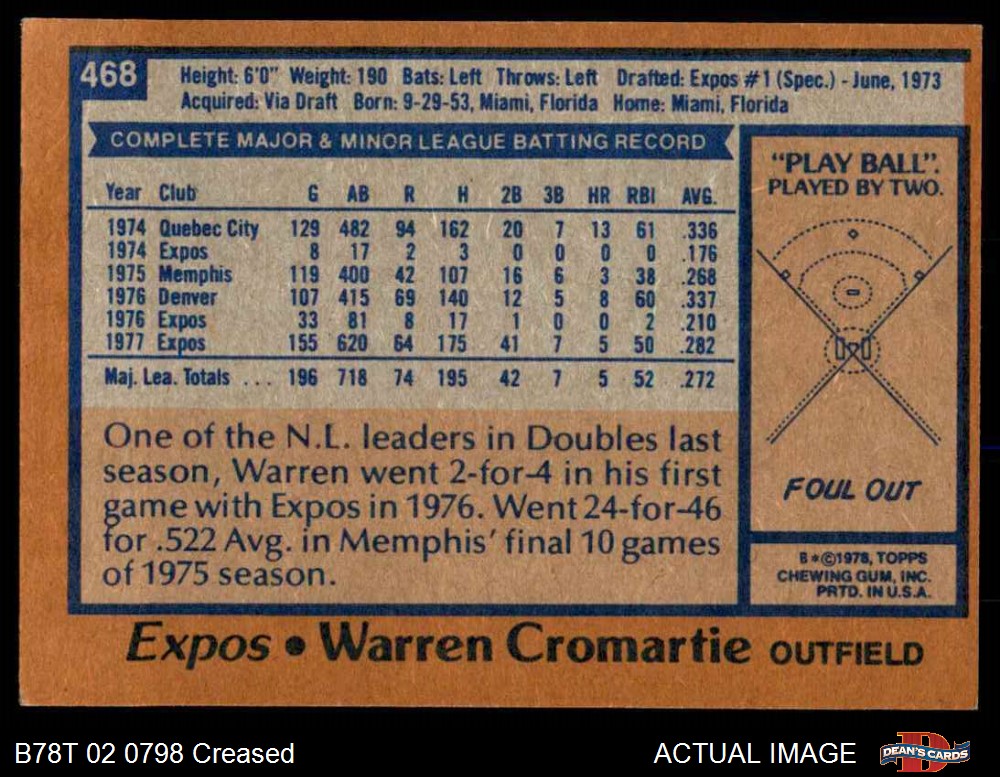 468
Height: 6'0" Weight: 190 Bats: Left Throws: Left Drafted: Expos #1 (Spec.) - June, 1973
Acquired: Via Draft Born: 9-29-53, Miami, Florida Home: Miami, Florida
COMPLETE MAJOR & MINOR LEAGUE BATTING RECORD
Year Club G AB R H 2B 3B HR RBI AVG.
1974 Quebec City 129 482 94 162 20 7 13 61 .336
1974 Expos 8 17 2 3 0 0 0 0 .176
1975 Memphis 119 400 42 107 16 6 3 38 .268
1976 Denver 107 415 69 140 12 5 8 60 .337
1976 Expos 33 81 8 17 1 0 0 2 .210
1977 Expos 155 620 64 175 41 7 5 50 .282
Maj. Lea. Totals ... 196 718 74 195 42 7 5 52 .272
One of the N.L. leaders in Doubles last
season, Warren went 2-for-4 in his first
game with Expos in 1976. Went 24-for-46
for .522 Avg. in Memphis' final 10 games
of 1975 season.
"PLAY BALL".
PLAYED BY TWO.
FOUL OUT
B*©1978, TOPPS
CHEWING GUM, INC.
PRTD. IN U.S.A.
Expos • Warren Cromartie OUTFIELD
B78T 02 0798 Creased
ACTUAL IMAGE
DEAN'S CARDS